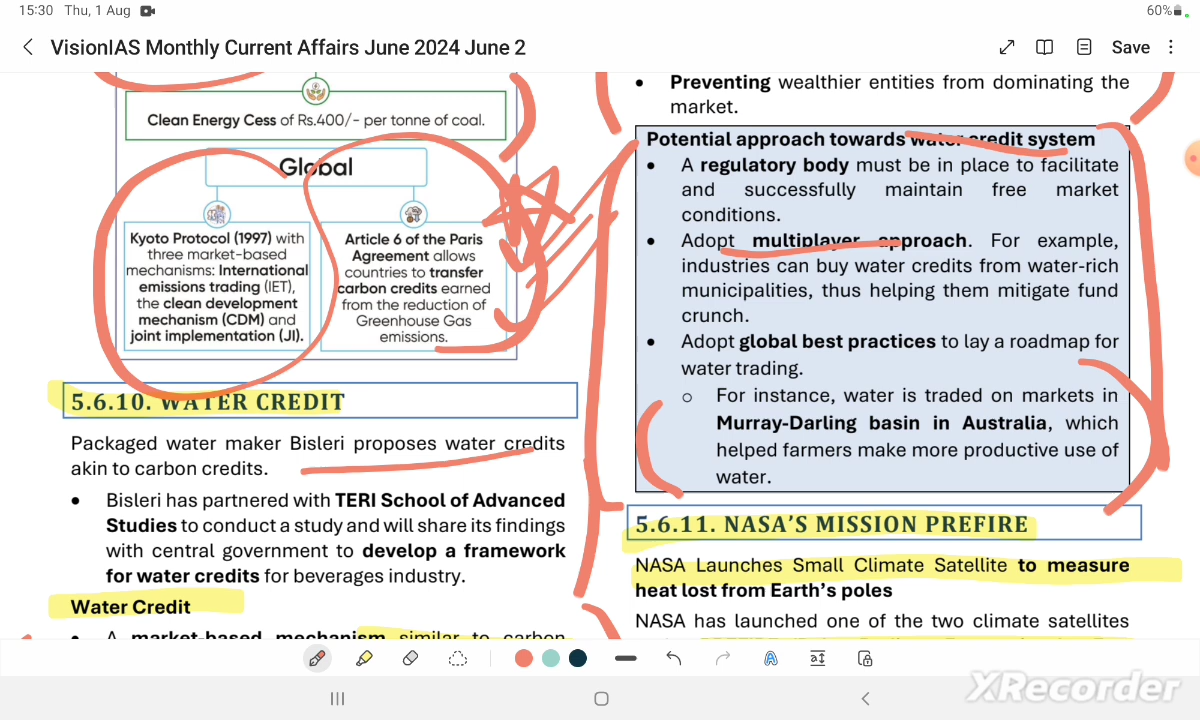 15:30 Thu, 1 Aug
60%
VisionIAS Monthly Current Affairs June 2024 June 2
Save
Clean Energy Cess of Rs.400/- per tonne of coal.
Global
Kyoto Protocol (1997) with
three market-based
mechanisms: International
emissions trading (IET),
the clean development
mechanism (CDM) and
joint implementation (JI).
Article 6 of the Paris
Agreement allows
countries to transfer
carbon credits earned
from the reduction of
Greenhouse Gas
emissions.
5.6.10. WATER CREDIT
Packaged water maker Bisleri proposes water credits
akin to carbon credits.
• Bisleri has partnered with TERI School of Advanced
Studies to conduct a study and will share its findings
with central government to develop a framework
for water credits for beverages industry.
Water Credit
• A market-based mechanism similar to carbon
• Preventing wealthier entities from dominating the
market.
Potential approach towards water credit system
• A regulatory body must be in place to facilitate
and successfully maintain free market
conditions.
• Adopt multiplayer approach. For example,
industries can buy water credits from water-rich
municipalities, thus helping them mitigate fund
crunch.
• Adopt global best practices to lay a roadmap for
water trading.
o For instance, water is traded on markets in
Murray-Darling basin in Australia, which
helped farmers make more productive use of
water.
5.6.11. NASA'S MISSION PREFIRE
NASA Launches Small Climate Satellite to measure
heat lost from Earth's poles
NASA has launched one of the two climate satellites
XRecorder